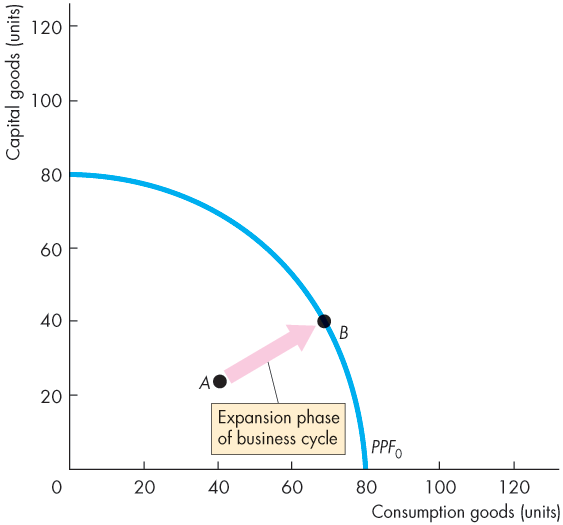 Capital goods (units)
120
100
80
60
40
20
A
B
Expansion phase
of business cycle
PPF₀
0
20
40
60
80
100
120
Consumption goods (units)